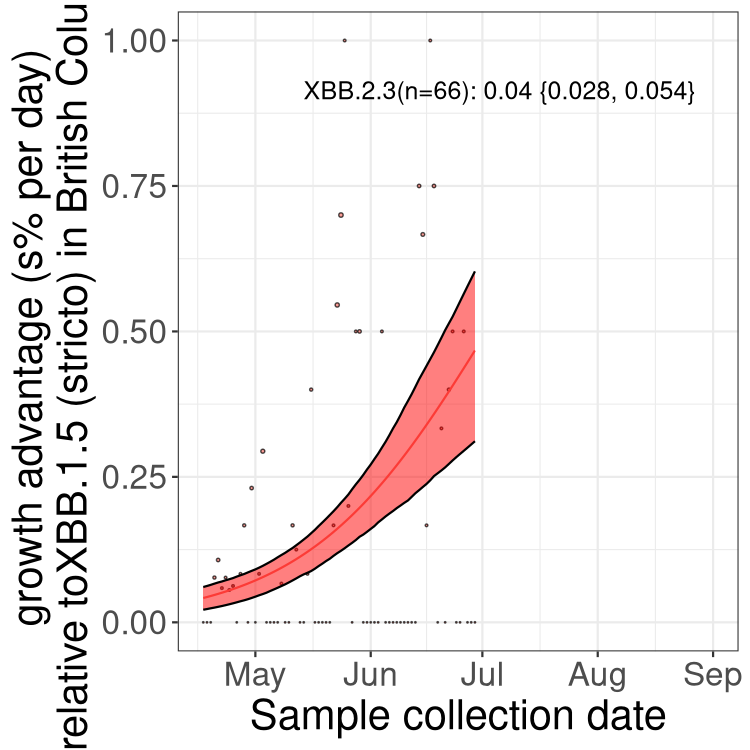 growth advantage (s% per day)
relative toXBB.1.5 (stricto) in British Colu
1.00
0.75
0.50
0.25
0.00
XBB.2.3(n=66): 0.04 {0.028, 0.054}
May Jun Jul Aug Sep
Sample collection date